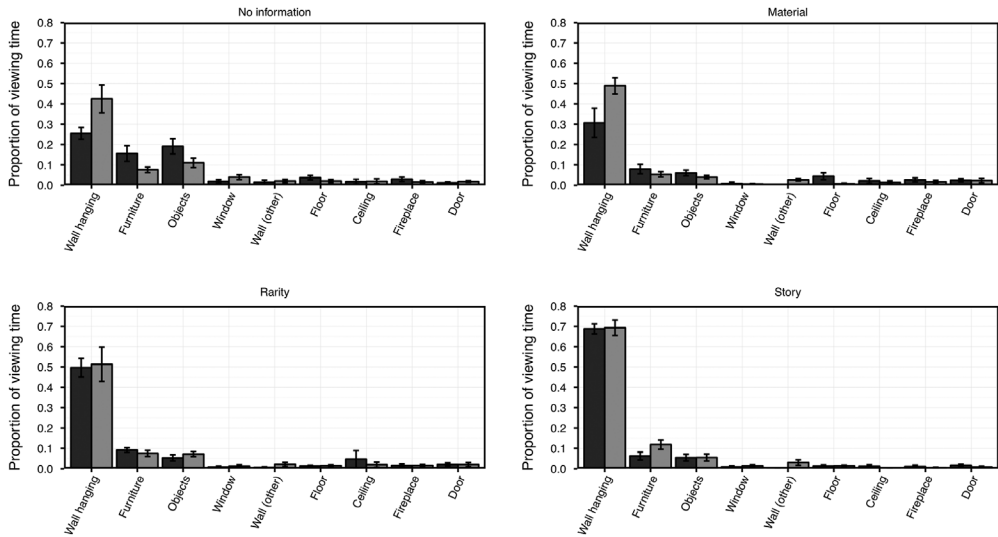 No information
Proportion of viewing time
0.8
0.7
0.6
0.5
0.4
0.3
0.2
0.1
0.0
Wall hanging
Furniture
Objects
Window
Wall (other)
Floor
Ceiling
Fireplace
Door
Material
Proportion of viewing time
0.8
0.7
0.6
0.5
0.4
0.3
0.2
0.1
0.0
Wall hanging
Furniture
Objects
Window
Wall (other)
Floor
Ceiling
Fireplace
Door
Rarity
Proportion of viewing time
0.8
0.7
0.6
0.5
0.4
0.3
0.2
0.1
0.0
Wall hanging
Furniture
Objects
Window
Wall (other)
Floor
Ceiling
Fireplace
Door
Story
Proportion of viewing time
0.8
0.7
0.6
0.5
0.4
0.3
0.2
0.1
0.0
Wall hanging
Furniture
Objects
Window
Wall (other)
Floor
Ceiling
Fireplace
Door